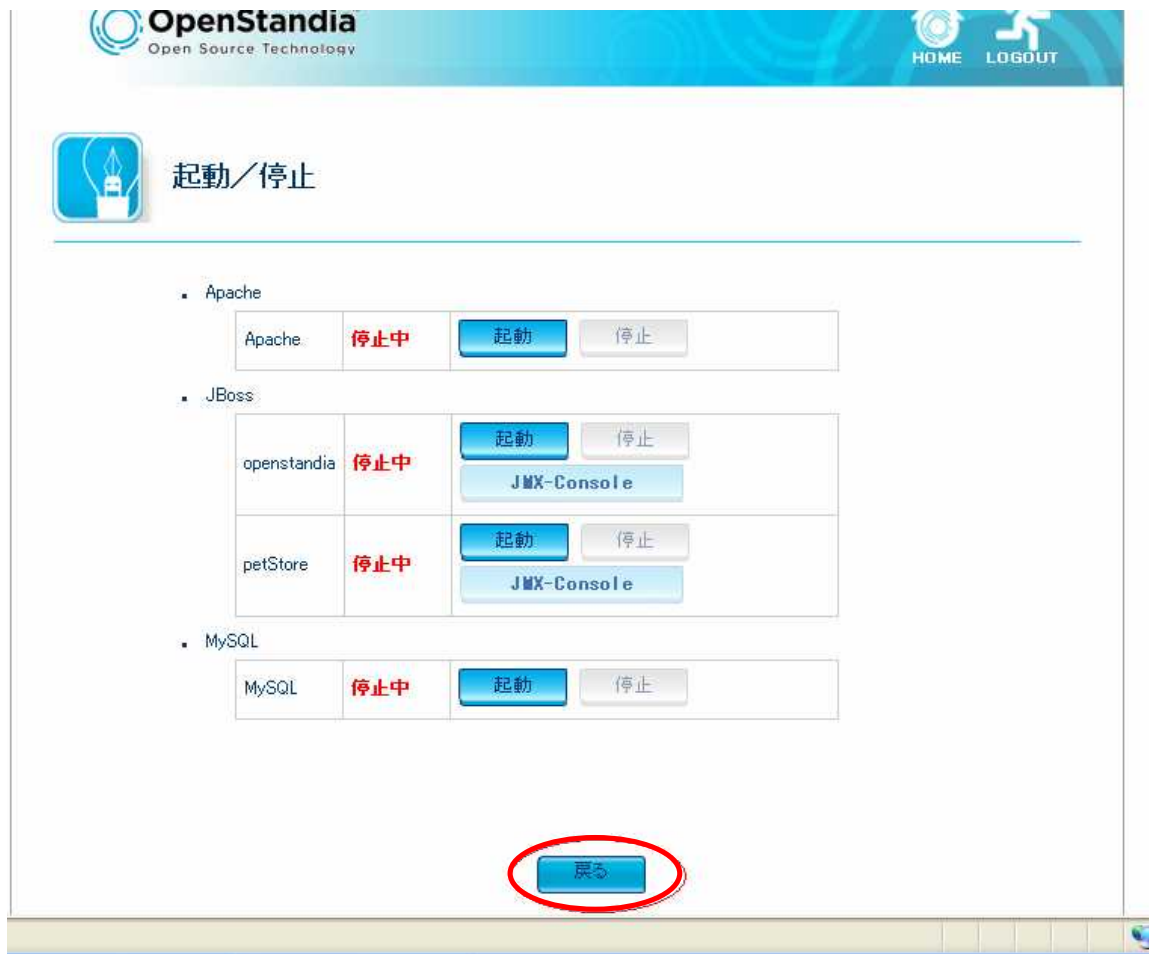 OpenStandia
Open Source Technology
HOME LOGOUT
起動／停止
Apache
Apache 停止中 起動 停止
JBoss
openstandia 停止中 起動 停止
JMX-Console
petStore 停止中 起動 停止
JMX-Console
MySQL
MySQL 停止中 起動 停止
戻る